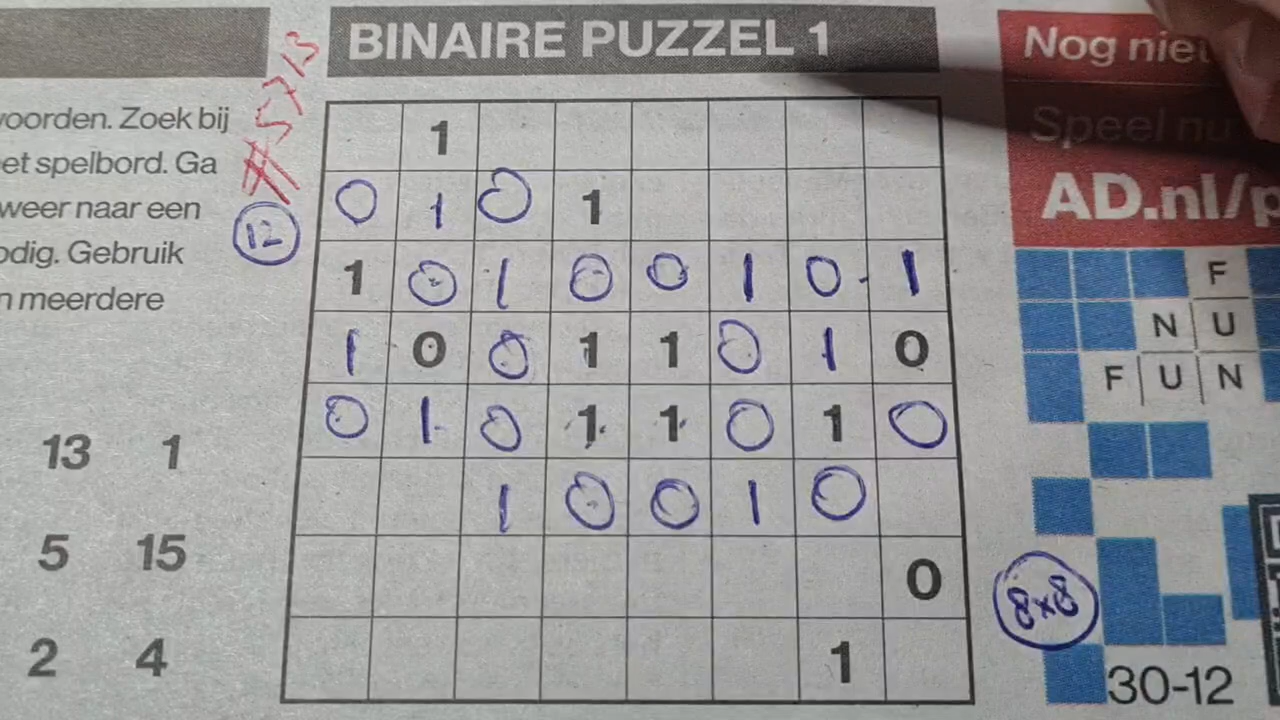 BINAIRE PUZZEL 1
#5713
12
voorden. Zoek bij
et spelbord. Ga
weer naar een
odig. Gebruik
n meerdere
13 1
5 15
2 4
1
0 1 0 1
1 0 1 0 0 1 0 1
1 0 0 1 1 0 1 0
0 1 0 1 1 0 1 0
1 0 0 1 0
0
1
8x8
Speel nu
AD.nl/p
F
N U
F U N
30-12